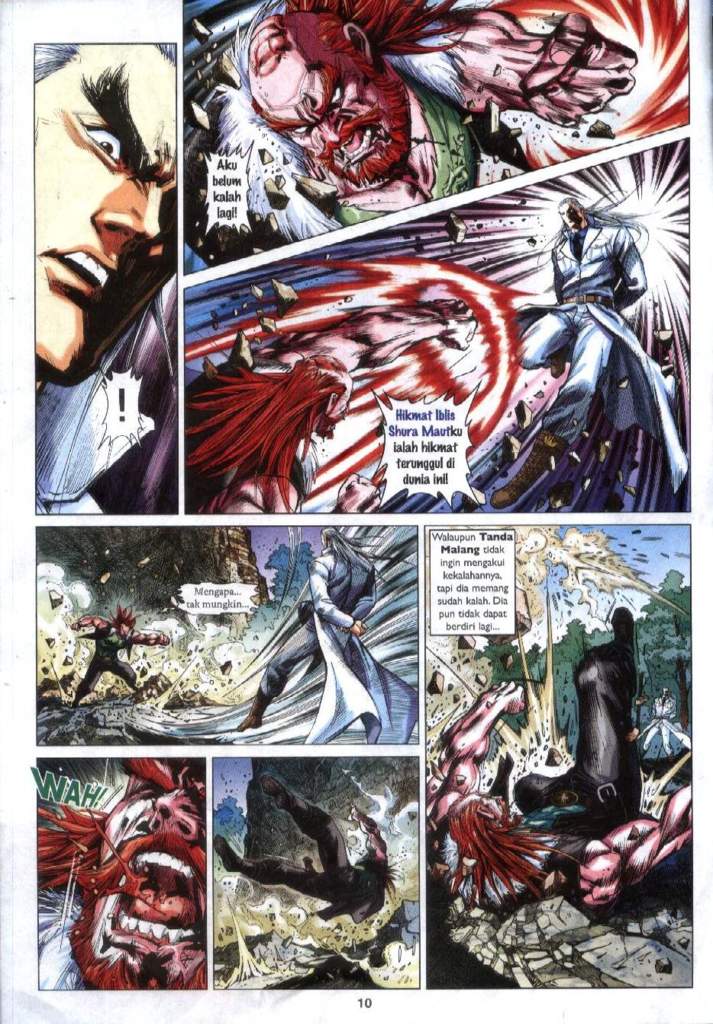 Aku
belum
kalah
lagi!
!
Hikmat Iblis
Shura Mautku
ialah hikmat
terunggul di
dunia ini!
Mengapa...
tak mungkin...
Walaupun Tanda
Malang tidak
ingin mengakui
kekalahannya,
tapi dia memang
sudah kalah. Dia
pun tidak dapat
berdiri lagi...
WAH!
10